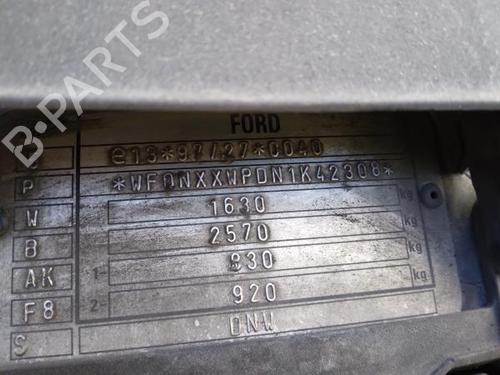 FORD
e13*97/27*0040
P *WF0NXXWPDN1K42308*
W 1630 kg
B 2570 kg
AK 1- 830 kg
F8 2- 920 kg
S DNW
B-PARTS